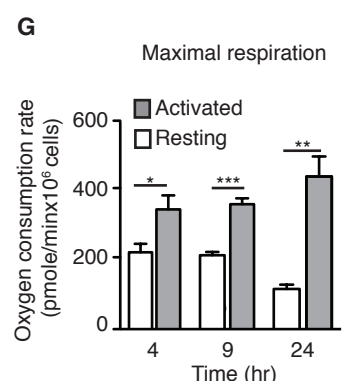 G
Maximal respiration
Activated
Resting
Oxygen consumption rate
(pmole/minx10⁶ cells)
600
400
200
0
*
***
**
4 9 24
Time (hr)